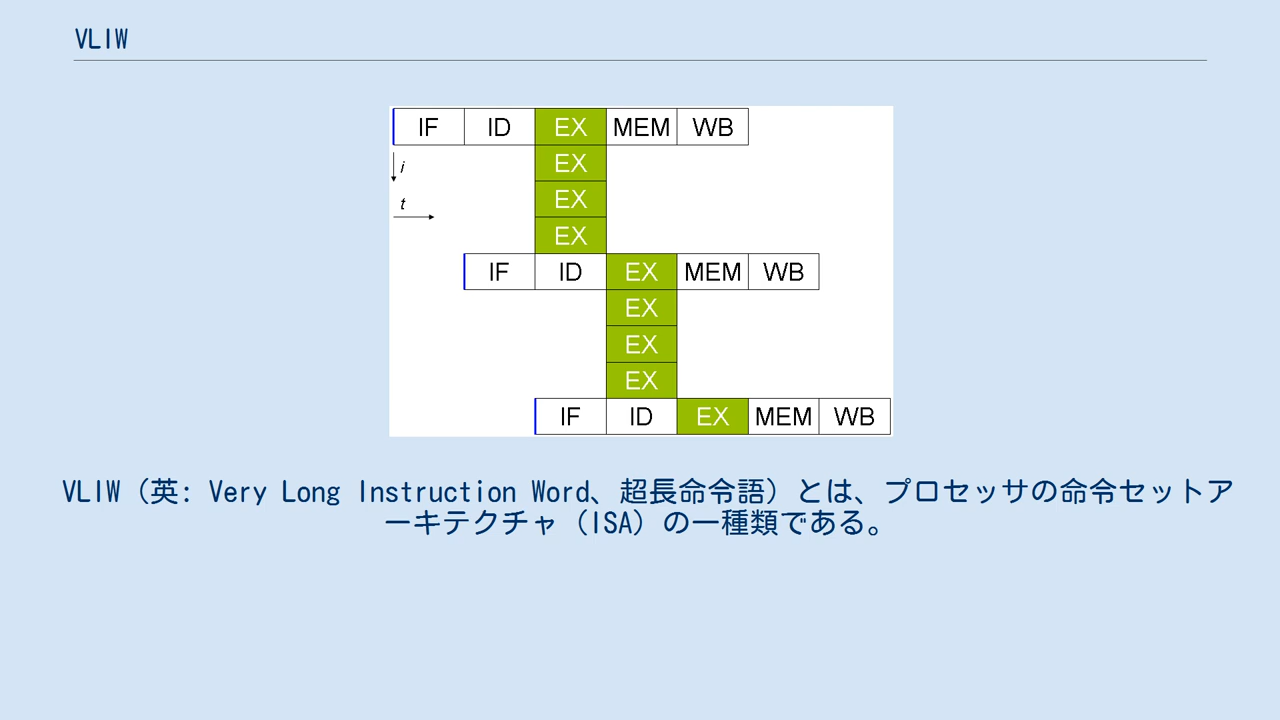 VLIW
IF ID EX MEM WB
i
EX
t
EX
EX
IF ID EX MEM WB
EX
EX
EX
IF ID EX MEM WB
VLIW（英: Very Long Instruction Word、超長命令語）とは、プロセッサの命令セットア
ーキテクチャ（ISA）の一種類である。